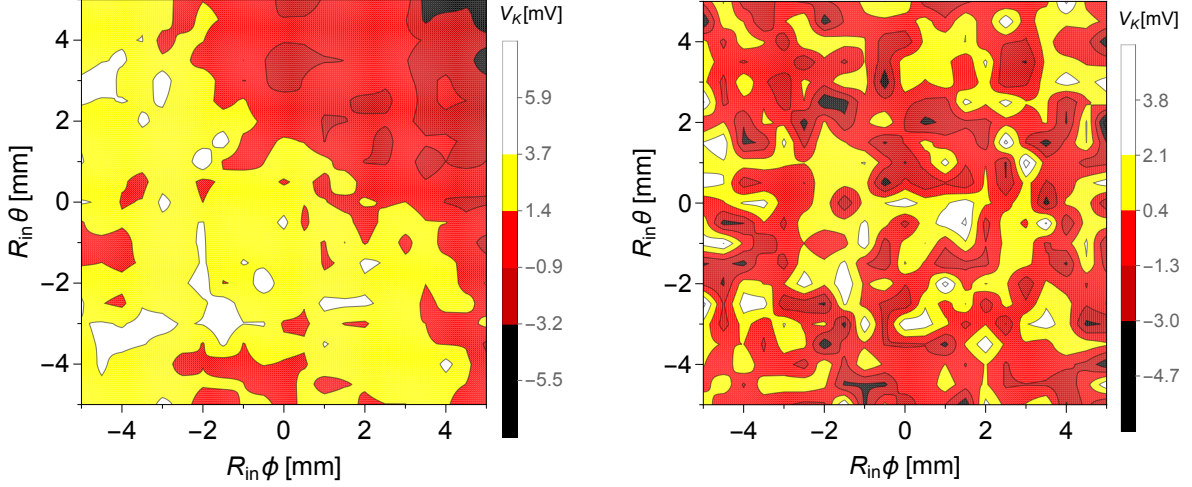 V_K[mV]
4
2
0
−2
−4
R_in θ [mm]
−4 −2 0 2 4
R_in ϕ [mm]
5.9
3.7
1.4
−0.9
−3.2
−5.5
V_K[mV]
4
2
0
−2
−4
R_in θ [mm]
−4 −2 0 2 4
R_in ϕ [mm]
3.8
2.1
0.4
−1.3
−3.0
−4.7